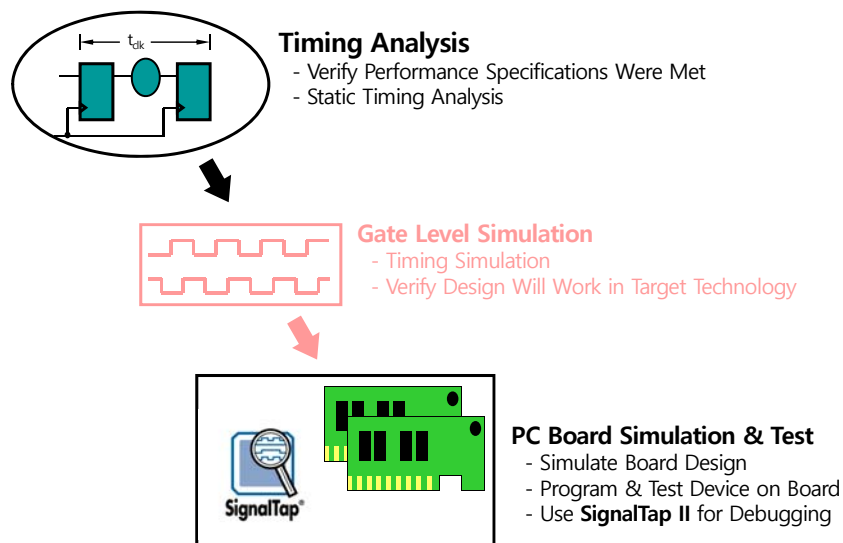 t_clk
Timing Analysis
- Verify Performance Specifications Were Met
- Static Timing Analysis
Gate Level Simulation
- Timing Simulation
- Verify Design Will Work in Target Technology
SignalTap®
PC Board Simulation & Test
- Simulate Board Design
- Program & Test Device on Board
- Use SignalTap II for Debugging